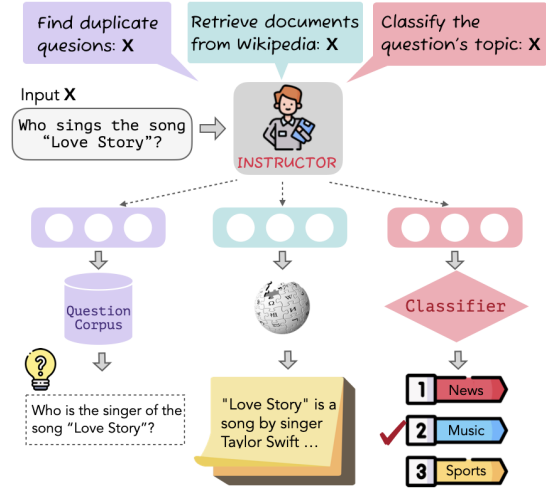 Find duplicate
quesions: X
Retrieve documents
from Wikipedia: X
Classify the
question's topic: X
Input X
Who sings the song
“Love Story”?
INSTRUCTOR
Question
Corpus
Classifier
?
Who is the singer of the
song “Love Story”?
"Love Story" is a
song by singer
Taylor Swift ...
1 News
2 Music
3 Sports